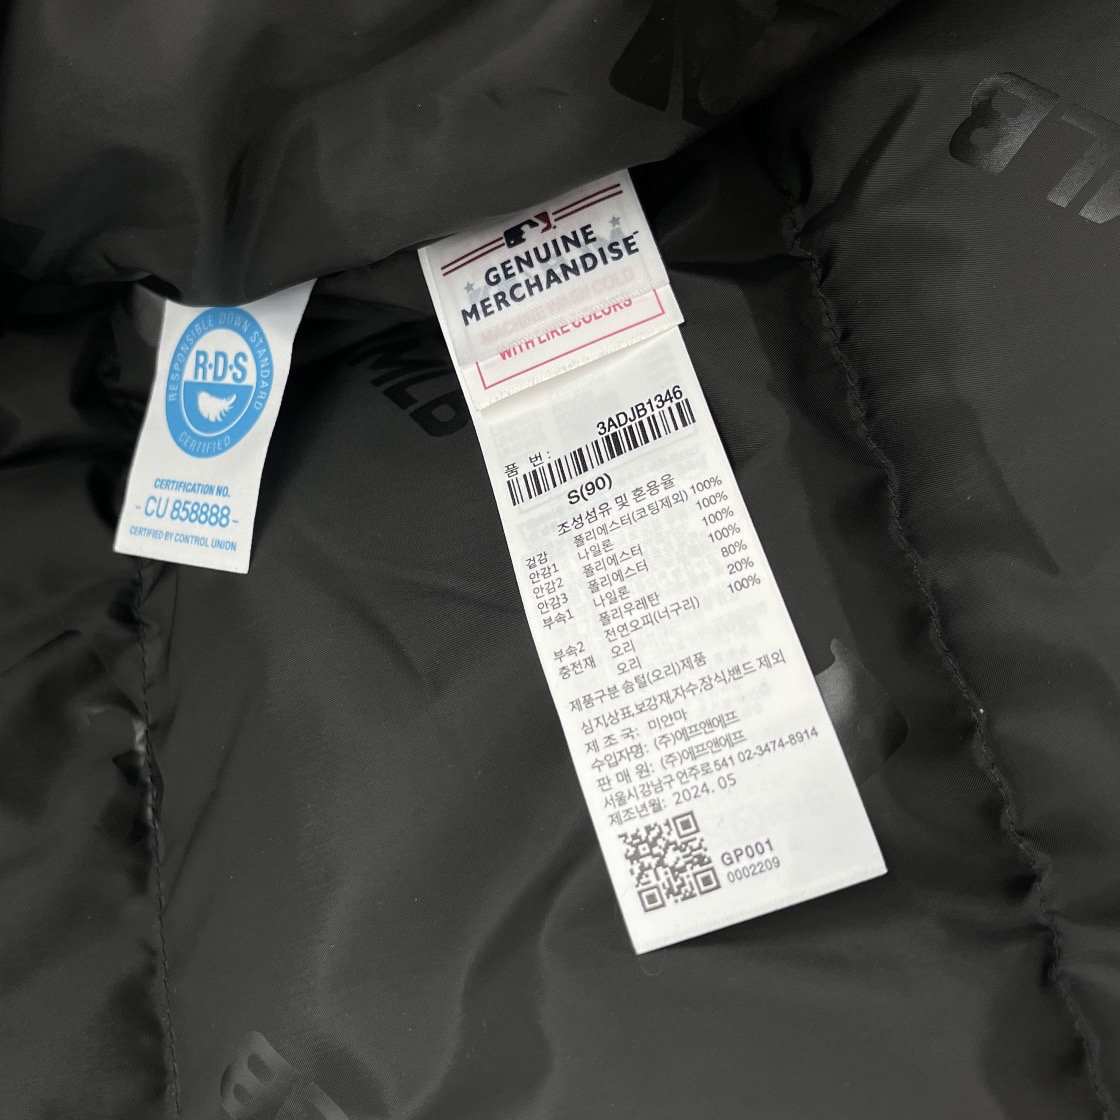 RESPONSIBLE DOWN STANDARD
R·D·S
CERTIFIED
CERTIFICATION NO.
- CU 858888 -
CERTIFIED BY CONTROL UNION
GENUINE
MERCHANDISE™
WITH LIKE COLORS
품 번: 3ADJB1346
S(90)
조성섬유 및 혼용율
겉감 폴리에스터(코팅제외) 100%
안감1 나일론 100%
안감2 폴리에스터 100%
안감3 폴리에스터 100%
부속1 나일론 80%
폴리우레탄 20%
부속2 전연오피(너구리) 100%
충전재 오리
오리
제품구분 솜털(오리)제품
심지,상표,보강재,자수,장식,밴드 제외
제 조 국: 미얀마
수입자명: (주)에프앤에프
판 매 원: (주)에프앤에프
서울시 강남구 언주로 541 02-3474-8914
제조년월: 2024. 05
GP001
0002209
MLB
MLB